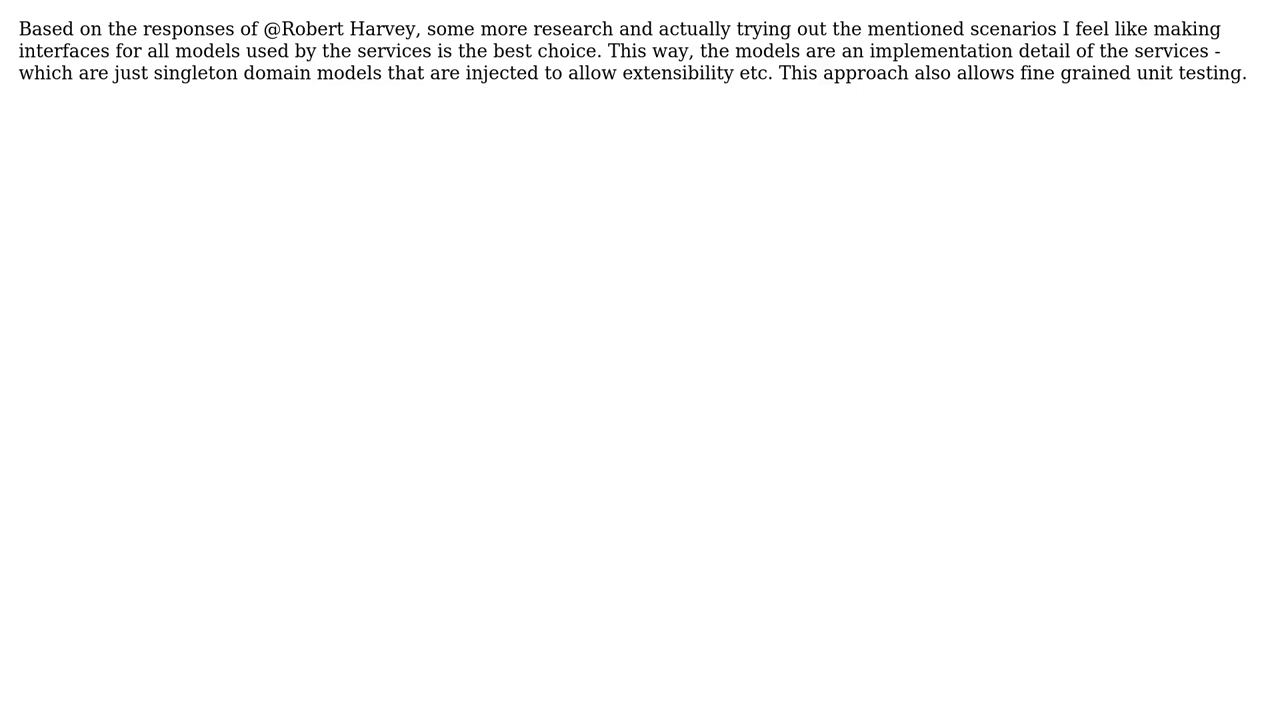 Based on the responses of @Robert Harvey, some more research and actually trying out the mentioned scenarios I feel like making
interfaces for all models used by the services is the best choice. This way, the models are an implementation detail of the services -
which are just singleton domain models that are injected to allow extensibility etc. This approach also allows fine grained unit testing.